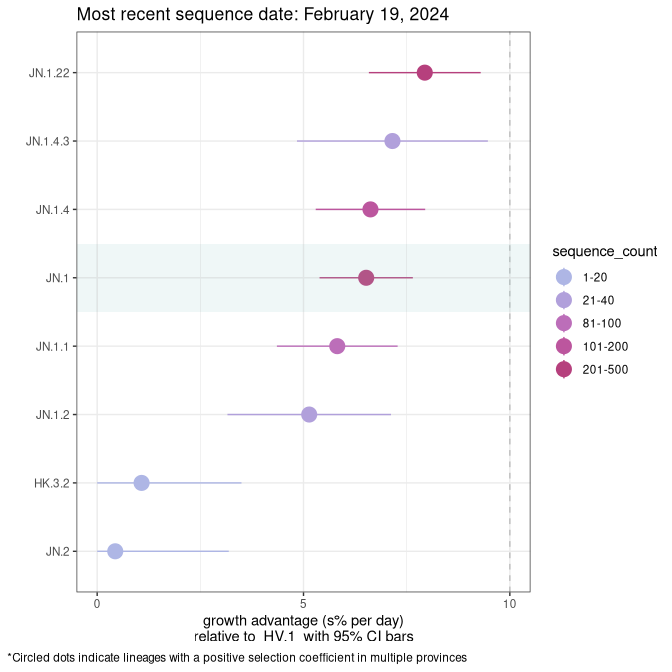 Most recent sequence date: February 19, 2024
JN.1.22
JN.1.4.3
JN.1.4
JN.1
JN.1.1
JN.1.2
HK.3.2
JN.2
0
5
10
growth advantage (s% per day)
relative to HV.1 with 95% CI bars
*Circled dots indicate lineages with a positive selection coefficient in multiple provinces
sequence_count
1-20
21-40
81-100
101-200
201-500